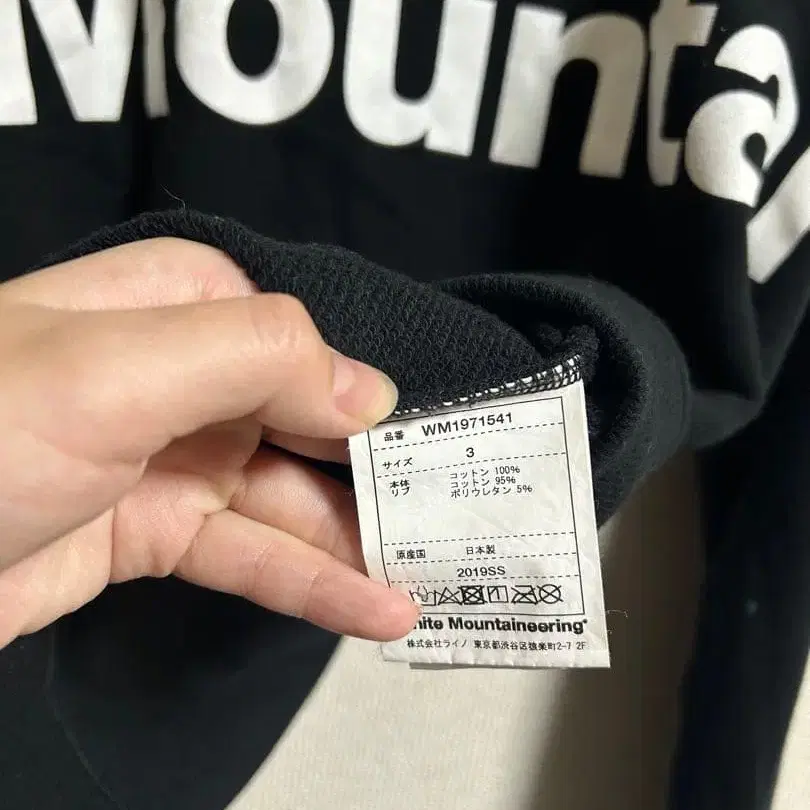 Mounta
品番 WM1971541
サイズ 3
本体 コットン 100%
リブ コットン 95%
ポリウレタン 5%
原産国 日本製
2019SS
hite Mountaineering®
株式会社ライノ 東京都渋谷区猿楽町2-7 2F